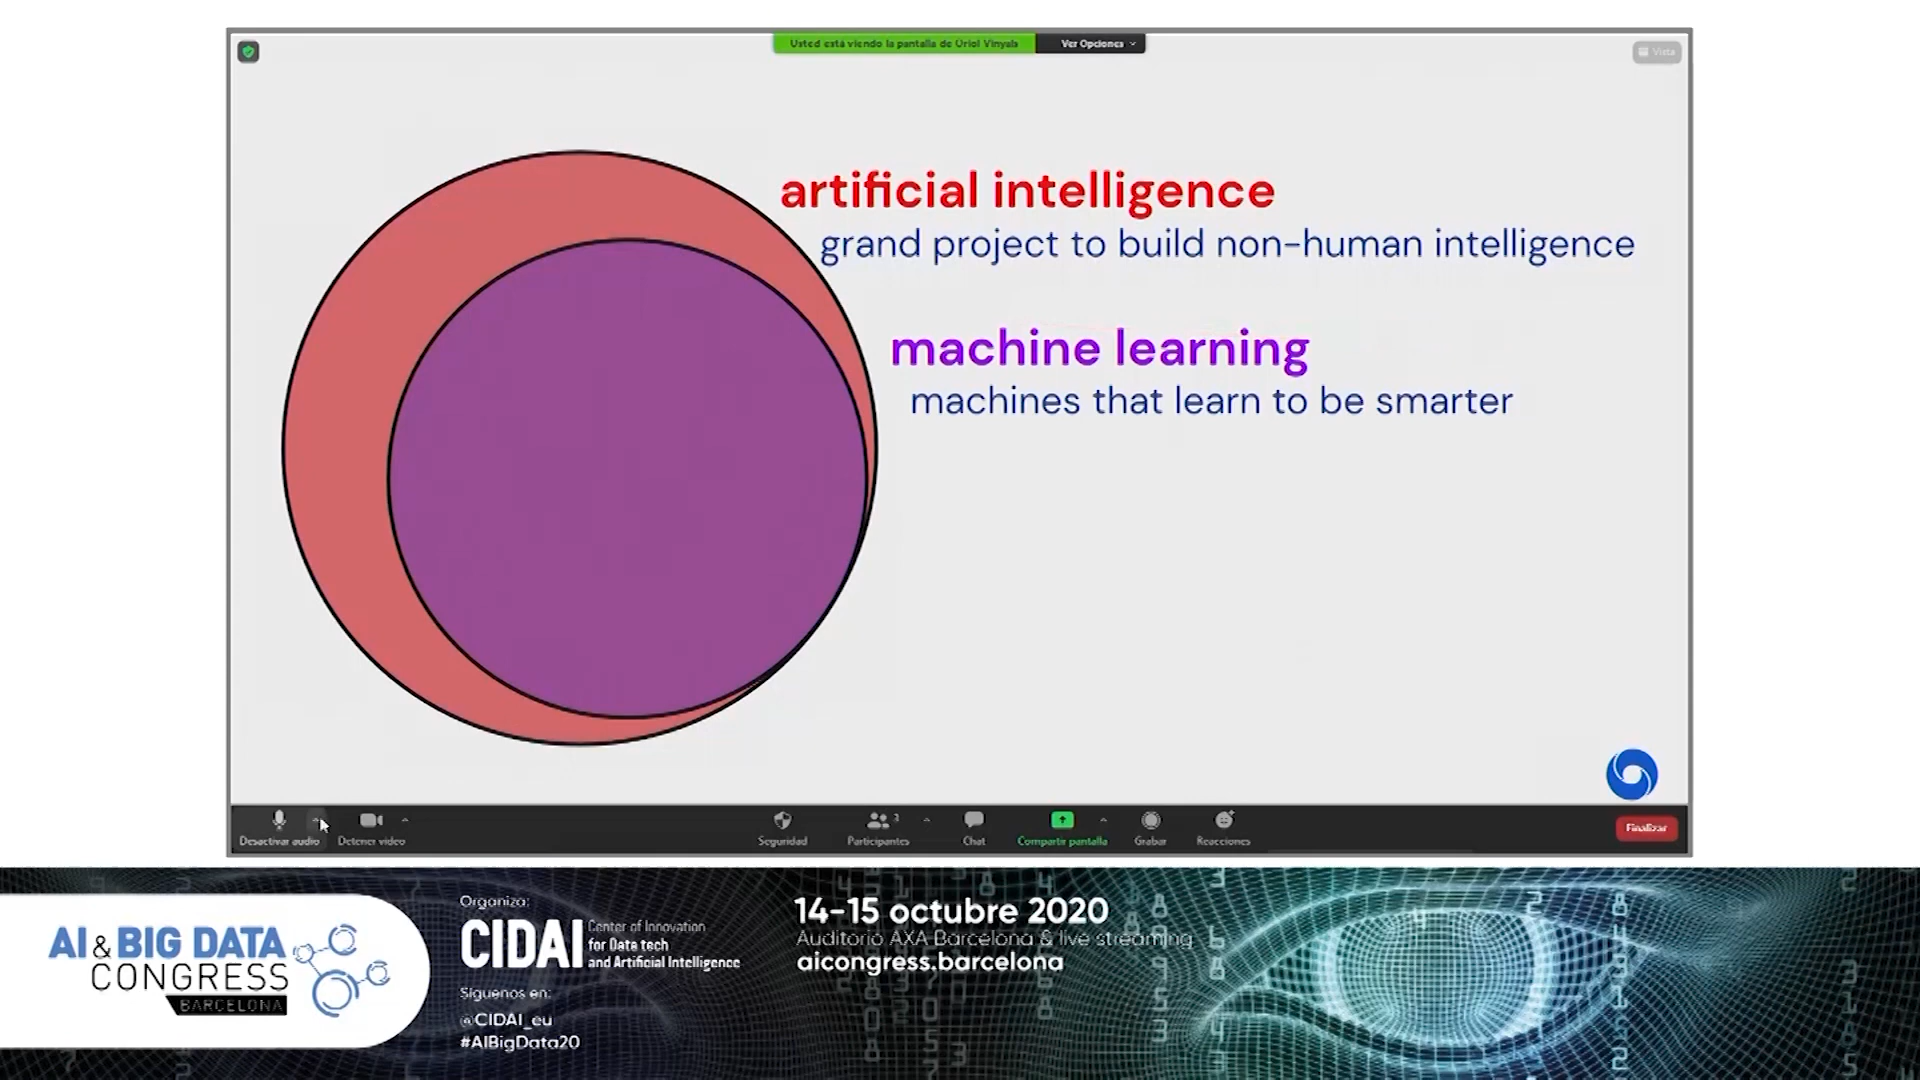 Usted está viendo la pantalla de Oriol Vinyals
Ver Opciones
Vista
artificial intelligence
grand project to build non-human intelligence
machine learning
machines that learn to be smarter
Desactivar audio
Detener vídeo
Seguridad
Participantes
3
Chat
Compartir pantalla
Grabar
Reacciones
Finalizar
AI & BIG DATA
CONGRESS
BARCELONA
Organiza:
CIDAI
Center of Innovation
for Data tech
and Artificial Intelligence
Síguenos en:
@CIDAI_eu
#AIBigData20
14-15 octubre 2020
Auditorio AXA Barcelona & live streaming
aicongress.barcelona